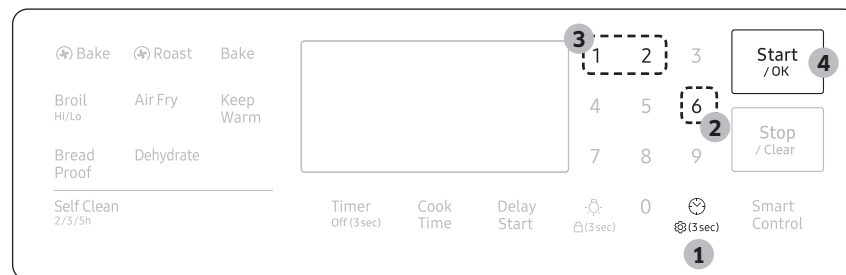 Bake Roast Bake
3
1 2 3
Start
/ OK
4
Broil
Hi/Lo
Air Fry
Keep
Warm
4 5 6
2
Stop
/ Clear
Bread
Proof
Dehydrate
7 8 9
Self Clean
2/3/5h
Timer
Off (3 sec)
Cook
Time
Delay
Start
(3 sec)
0
(3 sec)
1
Smart
Control